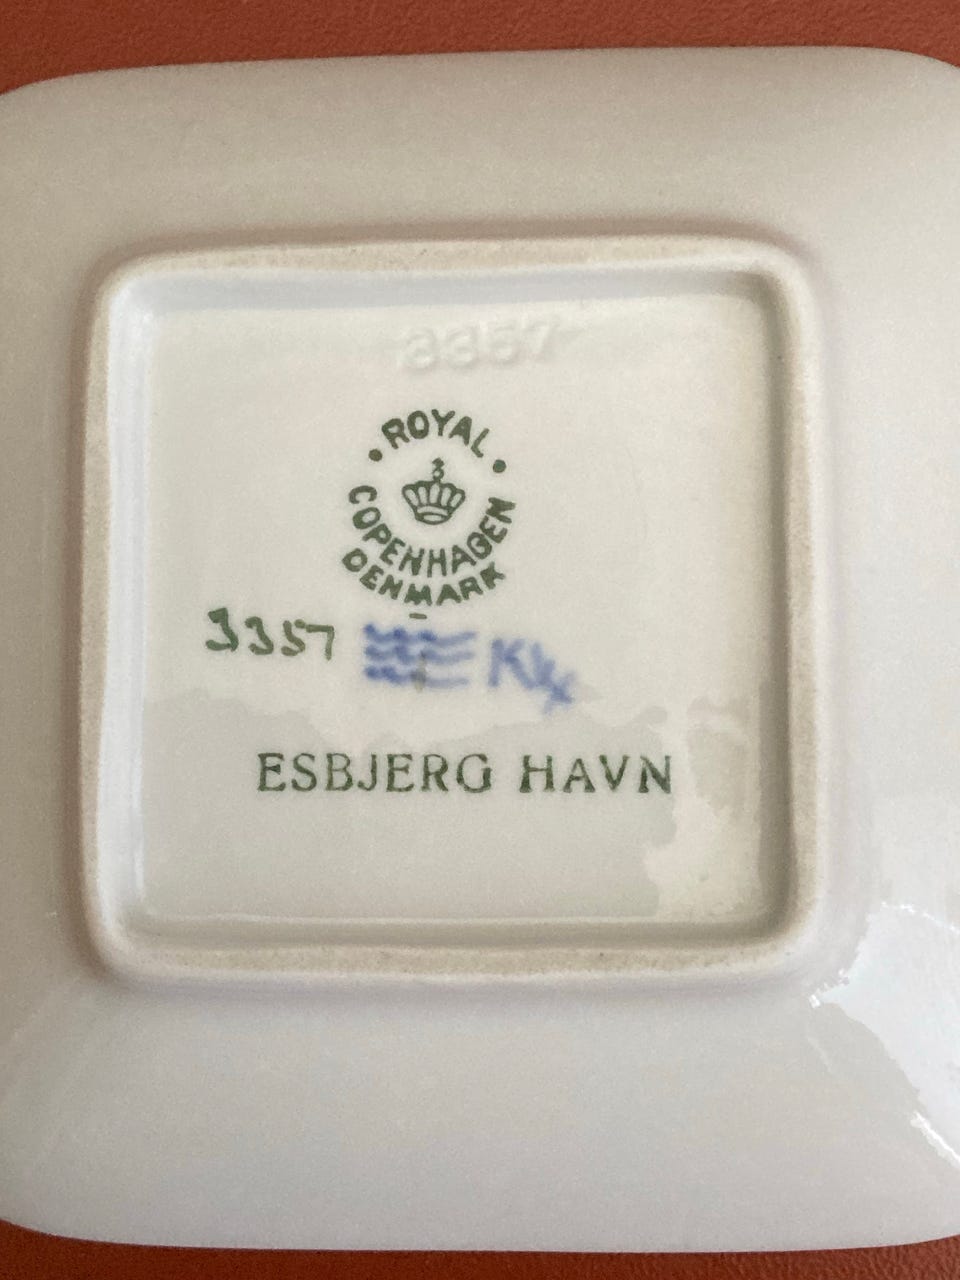 3357
ROYAL
COPENHAGEN
DENMARK
3357
ESBJERG HAVN